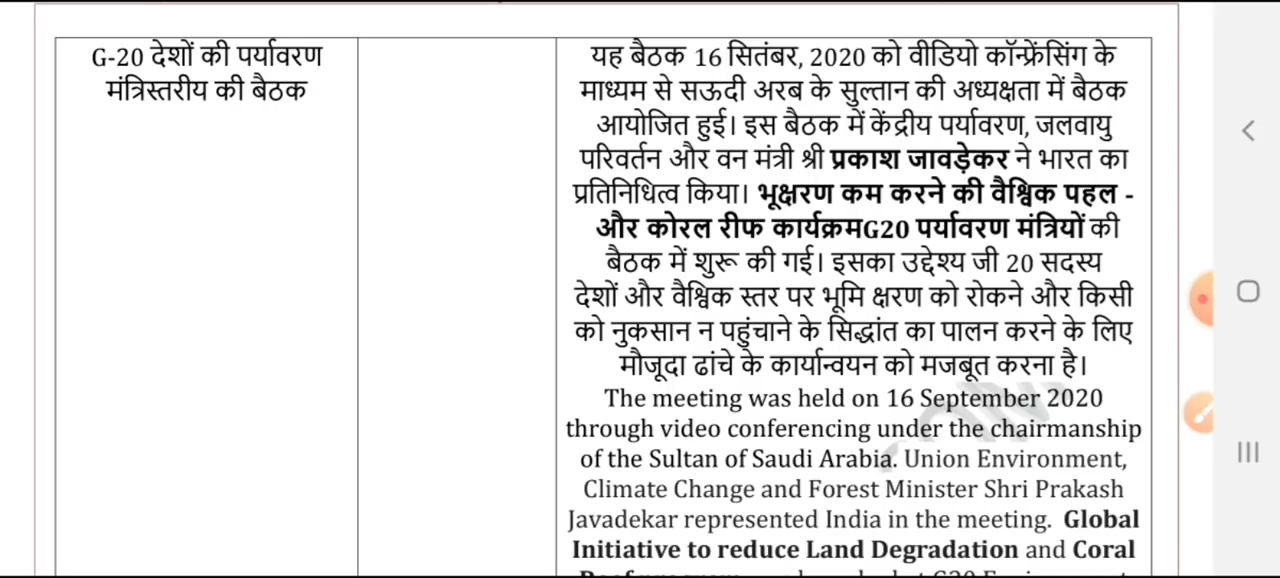 G-20 देशों की पर्यावरण
मंत्रिस्तरीय की बैठक
यह बैठक 16 सितंबर, 2020 को वीडियो कॉन्फ्रेंसिंग के
माध्यम से सऊदी अरब के सुल्तान की अध्यक्षता में बैठक
आयोजित हुई। इस बैठक में केंद्रीय पर्यावरण, जलवायु
परिवर्तन और वन मंत्री श्री प्रकाश जावड़ेकर ने भारत का
प्रतिनिधित्व किया। भूक्षरण कम करने की वैश्विक पहल -
और कोरल रीफ कार्यक्रमG20 पर्यावरण मंत्रियों की
बैठक में शुरू की गई। इसका उद्देश्य जी 20 सदस्य
देशों और वैश्विक स्तर पर भूमि क्षरण को रोकने और किसी
को नुकसान न पहुंचाने के सिद्धांत का पालन करने के लिए
मौजूदा ढांचे के कार्यान्वयन को मजबूत करना है।
The meeting was held on 16 September 2020
through video conferencing under the chairmanship
of the Sultan of Saudi Arabia. Union Environment,
Climate Change and Forest Minister Shri Prakash
Javadekar represented India in the meeting. Global
Initiative to reduce Land Degradation and Coral